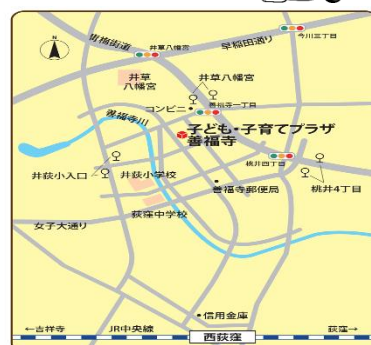 青梅街道
井草八幡宮
早稲田通り
今川三丁目
井草
八幡宮
井草八幡宮
コンビニ
善福寺一丁目
善福寺川
子ども・子育てプラザ
善福寺
桃井四丁目
井荻小入口
井荻小学校
善福寺郵便局
桃井4丁目
荻窪中学校
女子大通り
信用金庫
←吉祥寺
JR中央線
西荻窪
荻窪→